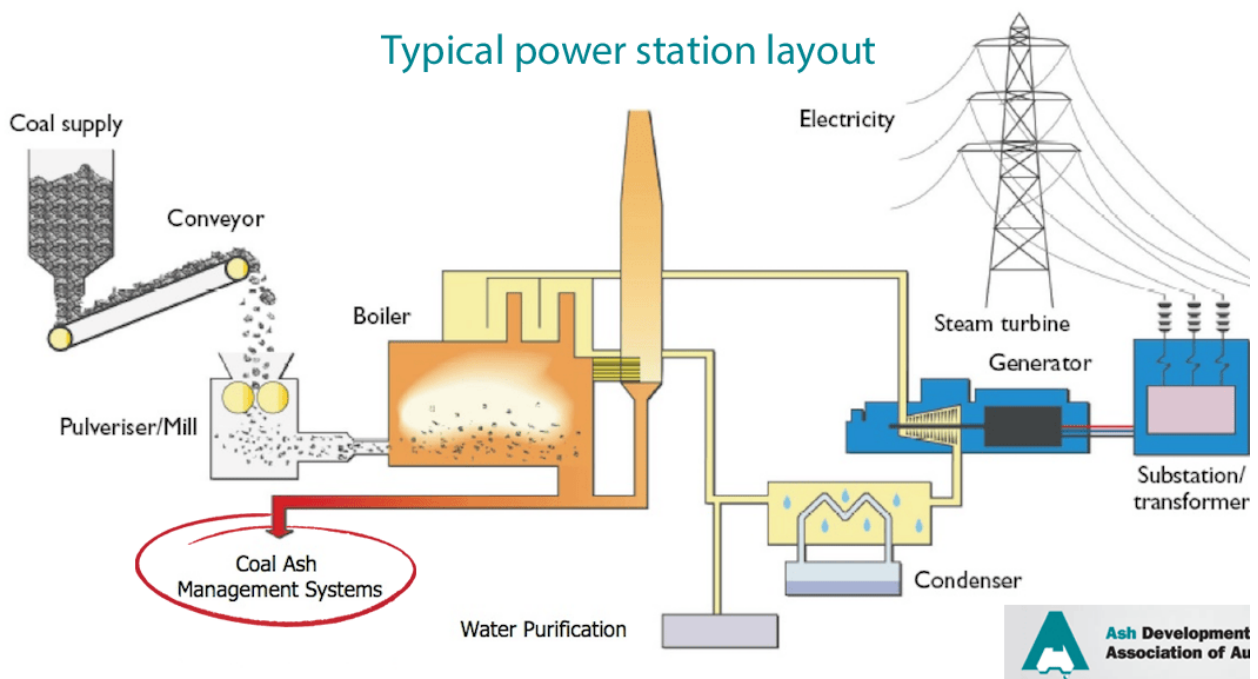 Typical power station layout
Coal supply
Electricity
Conveyor
Boiler
Steam turbine
Generator
Pulveriser/Mill
Substation/
transformer
Coal Ash
Management Systems
Condenser
Water Purification
Ash Development
Association of Au